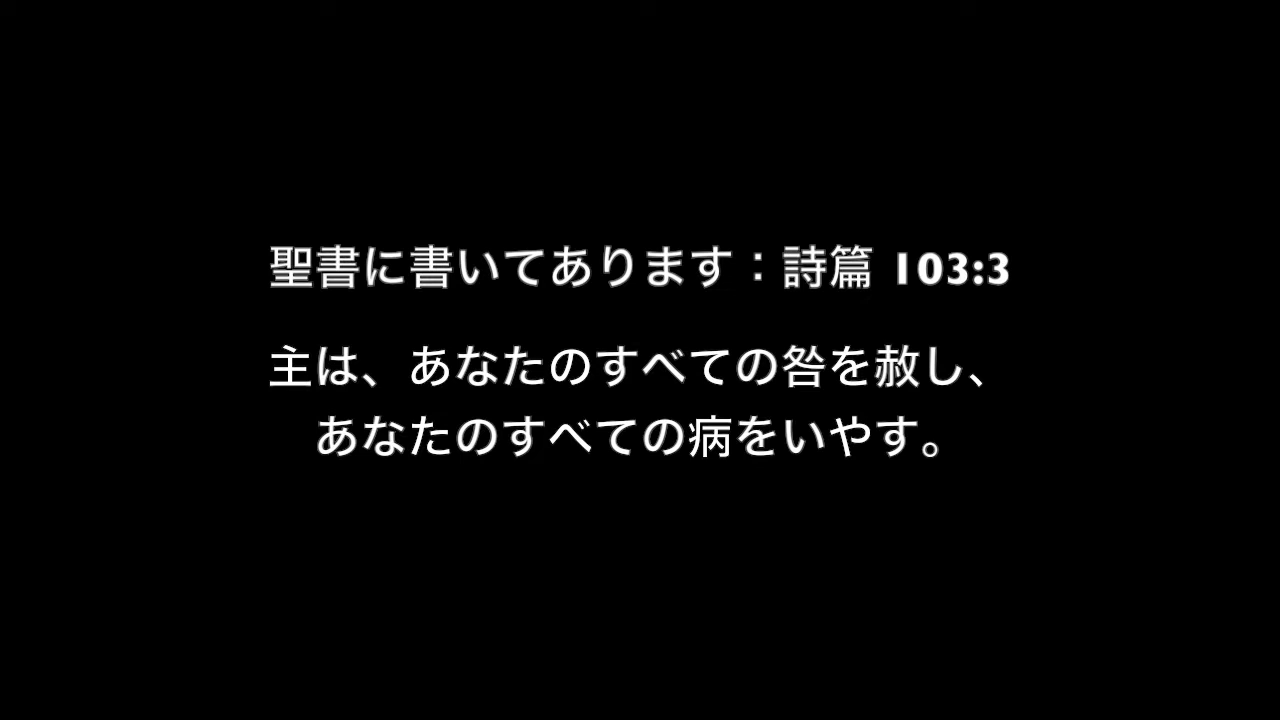 聖書に書いてあります：詩篇 103:3
主は、あなたのすべての咎を赦し、
あなたのすべての病をいやす。